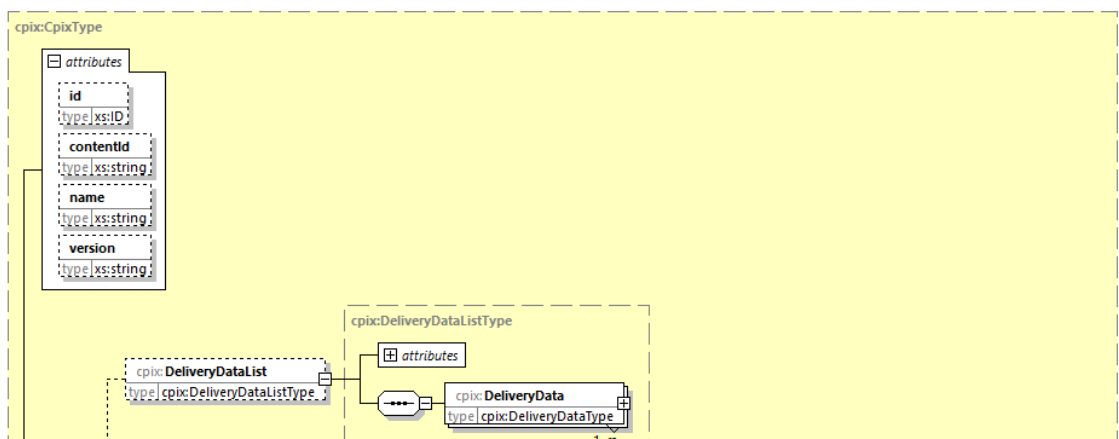 cpix:CpixType
attributes
id
type xs:ID
contentId
type xs:string
name
type xs:string
version
type xs:string
cpix:DeliveryDataListType
attributes
cpix: DeliveryDataList
type cpix:DeliveryDataListType
cpix: DeliveryData
type cpix:DeliveryDataType